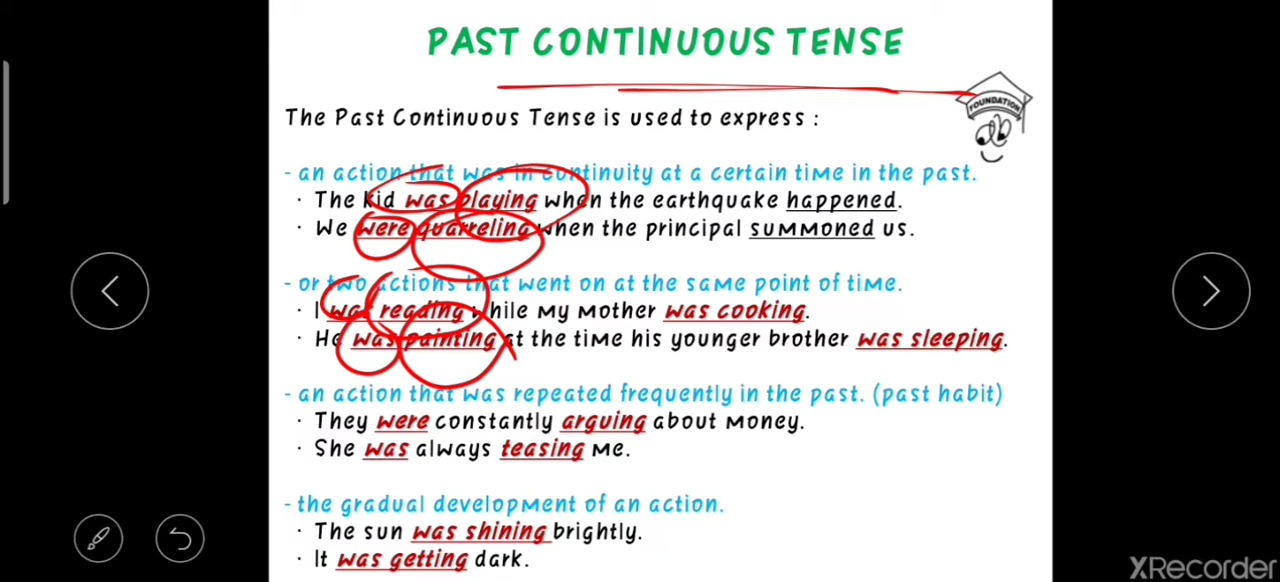 PAST CONTINUOUS TENSE
FOUNDATION
The Past Continuous Tense is used to express :
- an action that was in continuity at a certain time in the past.
· The kid was playing when the earthquake happened.
· We were quarreling when the principal summoned us.
- or two actions that went on at the same point of time.
· I was reading while my mother was cooking.
· He was painting at the time his younger brother was sleeping.
- an action that was repeated frequently in the past. (past habit)
· They were constantly arguing about money.
· She was always teasing me.
- the gradual development of an action.
· The sun was shining brightly.
· It was getting dark.
XRecorder